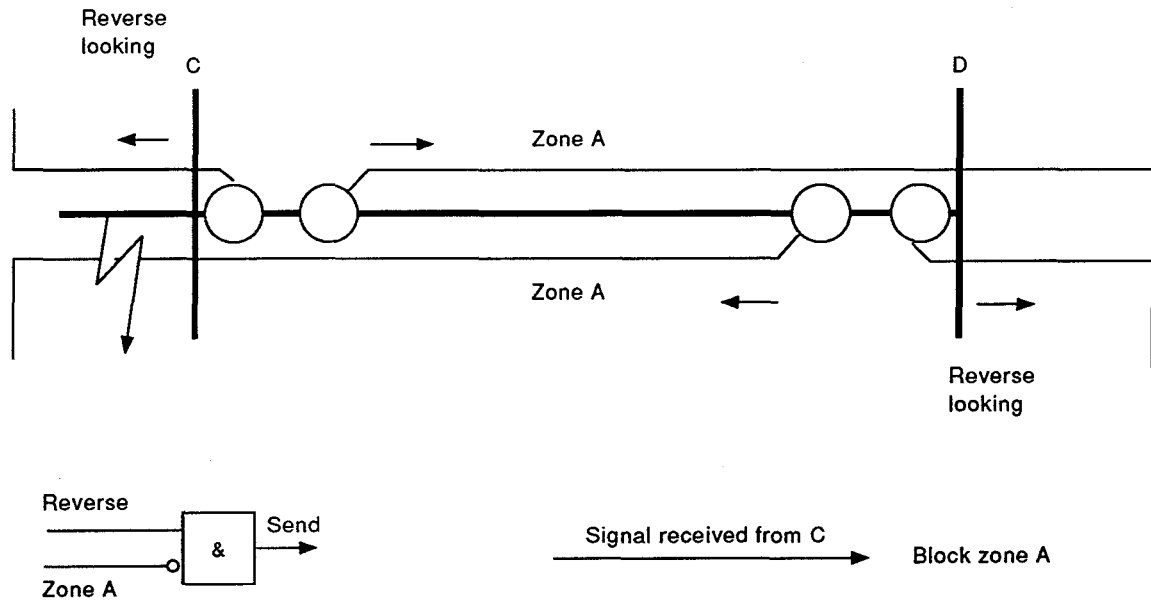 Reverse
looking
C
D
Zone A
Zone A
Reverse
looking
Reverse
Zone A
&
Send
Signal received from C
Block zone A